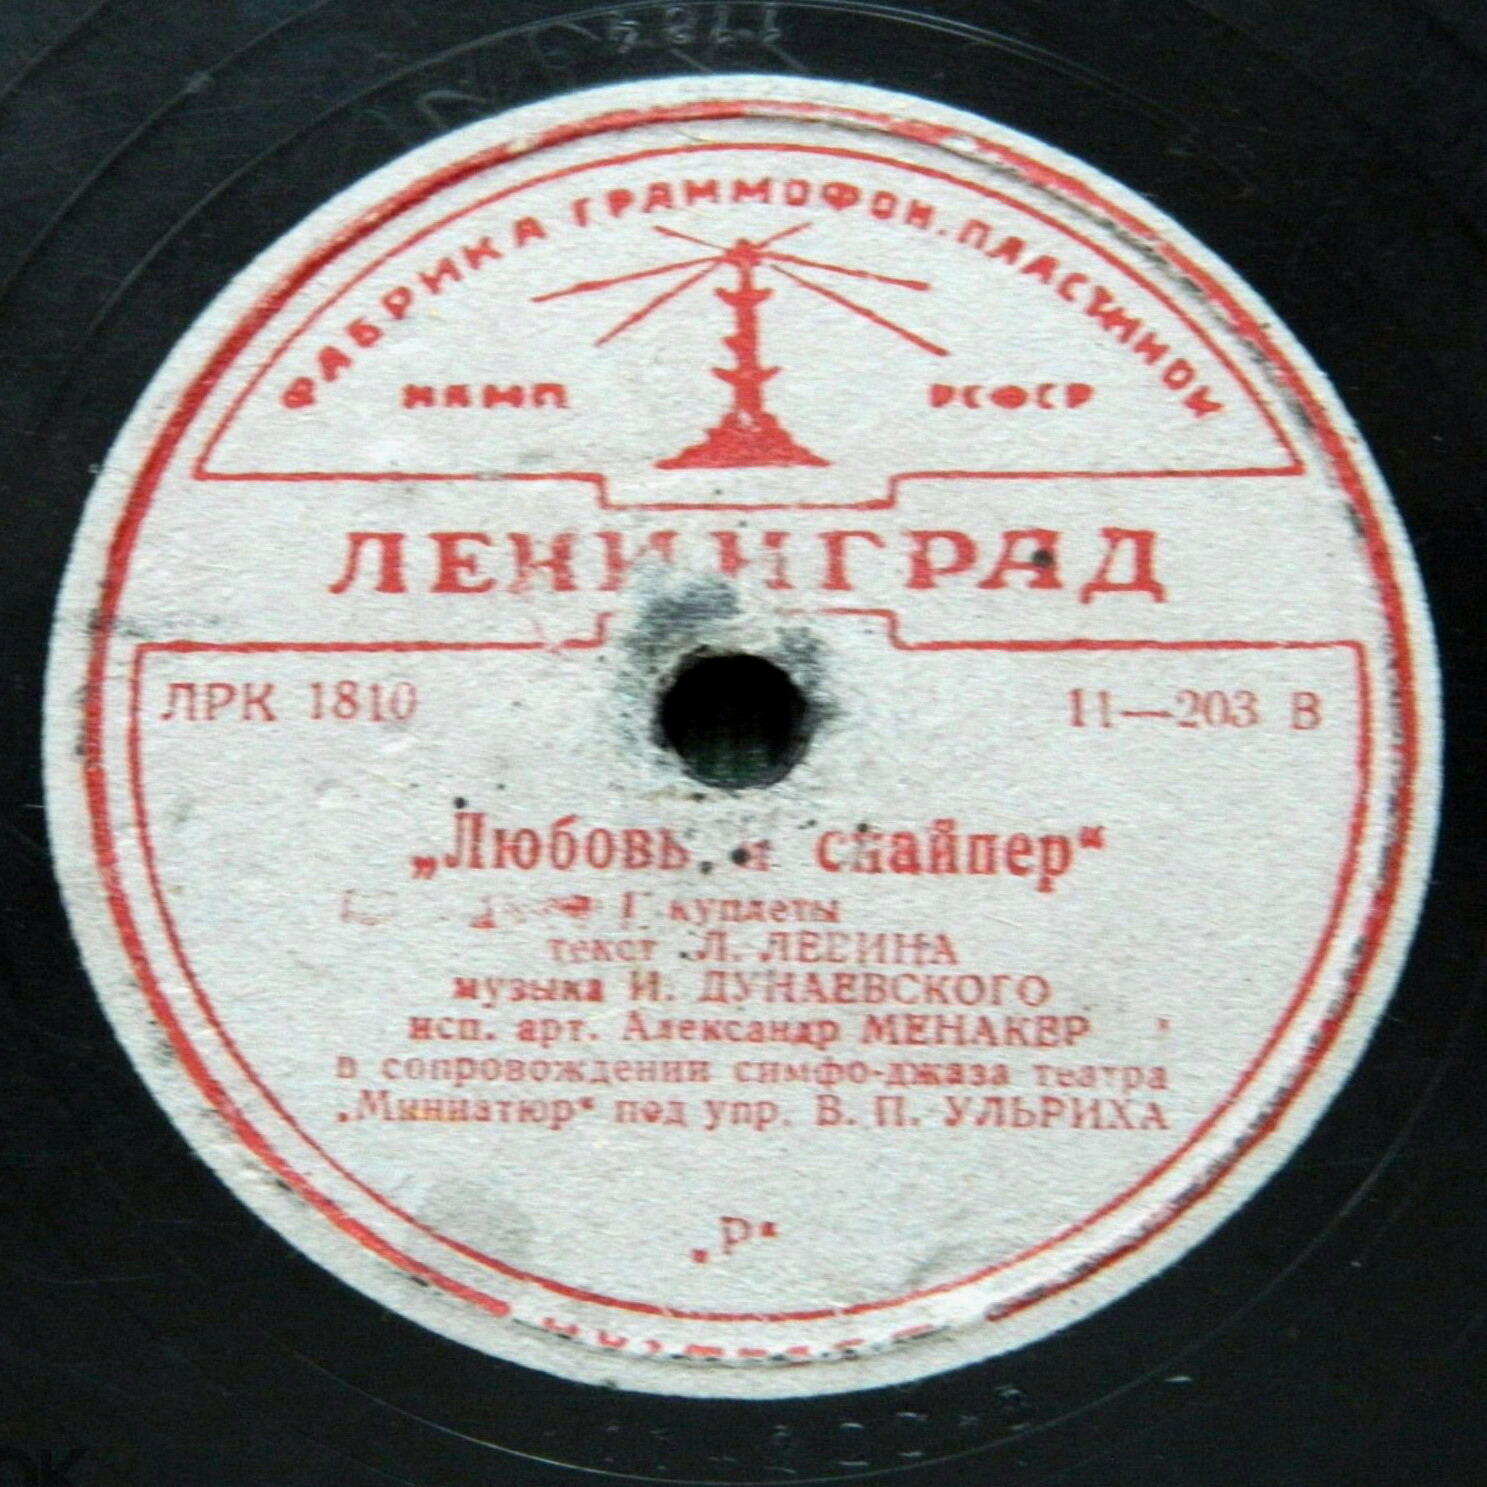 ФАБРИКА ГРАММОФОН. ПЛАСТИНОК
НКМП РСФСР
ЛЕНИНГРАД
ЛРК 1810 11—203 В
„Любовь и снайпер“
куплеты
текст Л. ЛЕВИНА
музыка И. ДУНАЕВСКОГО
исп. арт. Александр МЕНАКЕР
в сопровождении симфо-джаза театра
„Миниатюр“ под упр. В. П. УЛЬРИХА
„Р“